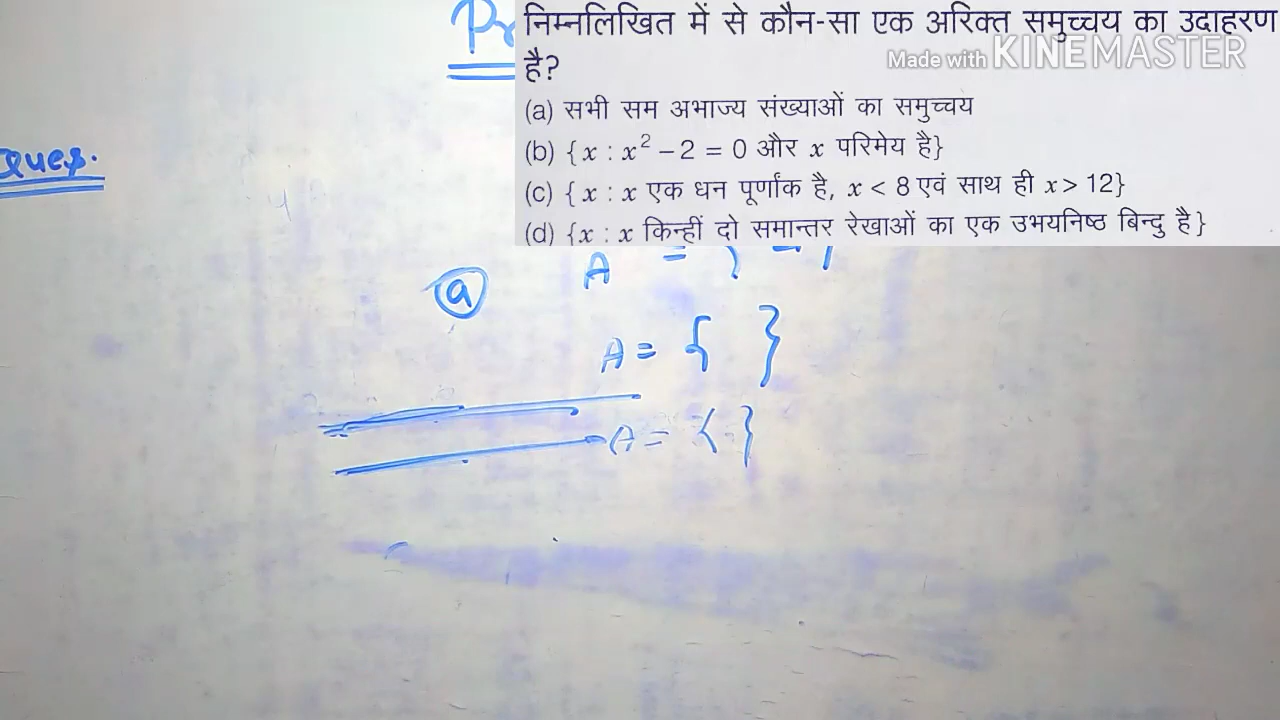 Pr
निम्नलिखित में से कौन-सा एक अरिक्त समुच्चय का उदाहरण
Made with KINEMASTER
है?
(a) सभी सम अभाज्य संख्याओं का समुच्चय
(b) {x : x² – 2 = 0 और x परिमेय है}
(c) {x : x एक धन पूर्णांक है, x < 8 एवं साथ ही x > 12}
(d) {x : x किन्हीं दो समान्तर रेखाओं का एक उभयनिष्ठ बिन्दु है}
Ques.
(a) A = {
A = { }
A = { }